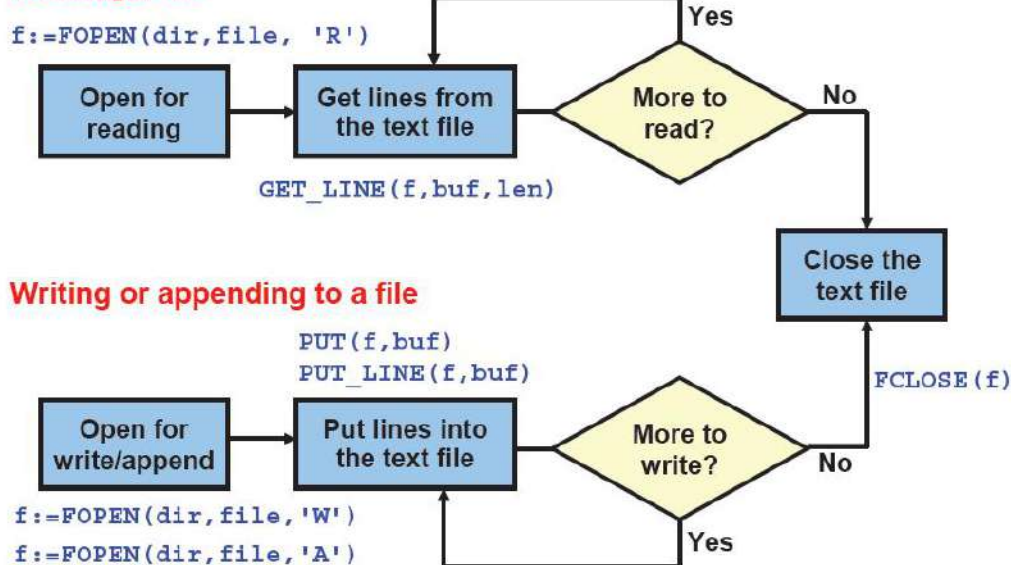 f:=FOPEN(dir,file, 'R')
Open for
reading
Get lines from
the text file
GET_LINE(f,buf,len)
More to
read?
Yes
No
Close the
text file
Writing or appending to a file
PUT(f,buf)
PUT_LINE(f,buf)
Open for
write/append
Put lines into
the text file
More to
write?
No
Yes
FCLOSE(f)
f:=FOPEN(dir,file,'W')
f:=FOPEN(dir,file,'A')